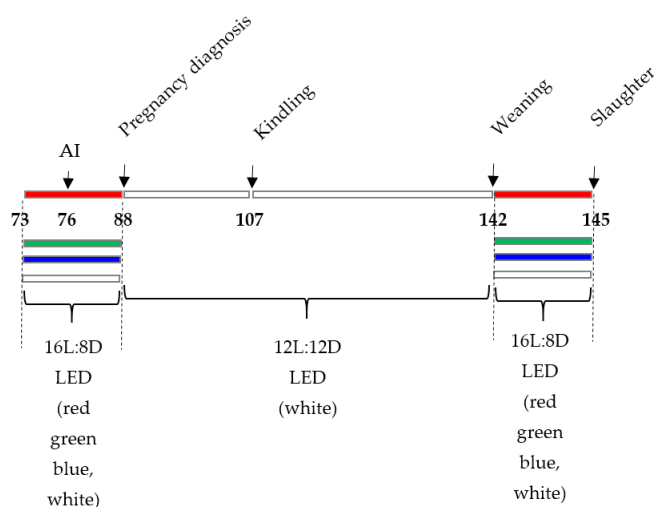 Pregnancy diagnosis
Kindling
Weaning
Slaughter
AI
73 76 88 107 142 145
16L:8D
LED
(red
green
blue,
white)
12L:12D
LED
(white)
16L:8D
LED
(red
green
blue,
white)